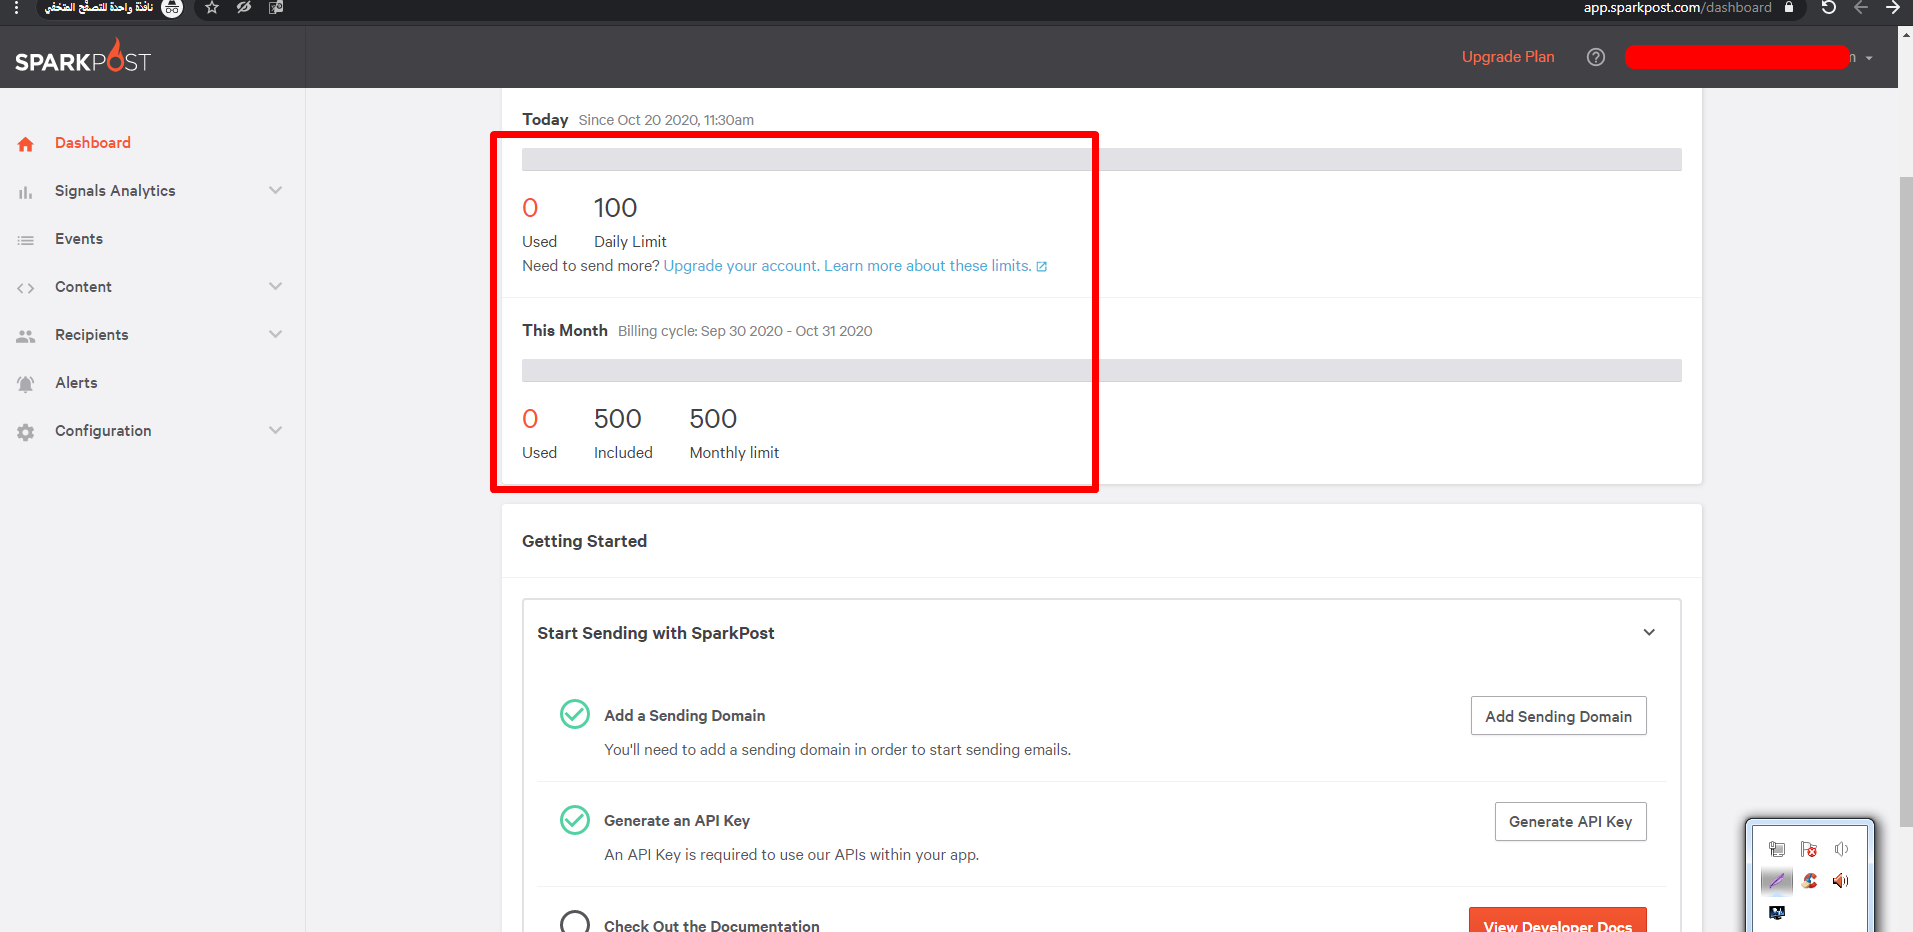 نافذة واحدة للتصفّح المتخفي
app.sparkpost.com/dashboard
SPARKPOST
Upgrade Plan
Dashboard
Signals Analytics
Events
Content
Recipients
Alerts
Configuration
Today Since Oct 20 2020, 11:30am
0 100
Used Daily Limit
Need to send more? Upgrade your account. Learn more about these limits.
This Month Billing cycle: Sep 30 2020 - Oct 31 2020
0 500 500
Used Included Monthly limit
Getting Started
Start Sending with SparkPost
Add a Sending Domain
Add Sending Domain
You'll need to add a sending domain in order to start sending emails.
Generate an API Key
Generate API Key
An API Key is required to use our APIs within your app.
Check Out the Documentation
View Developer Docs